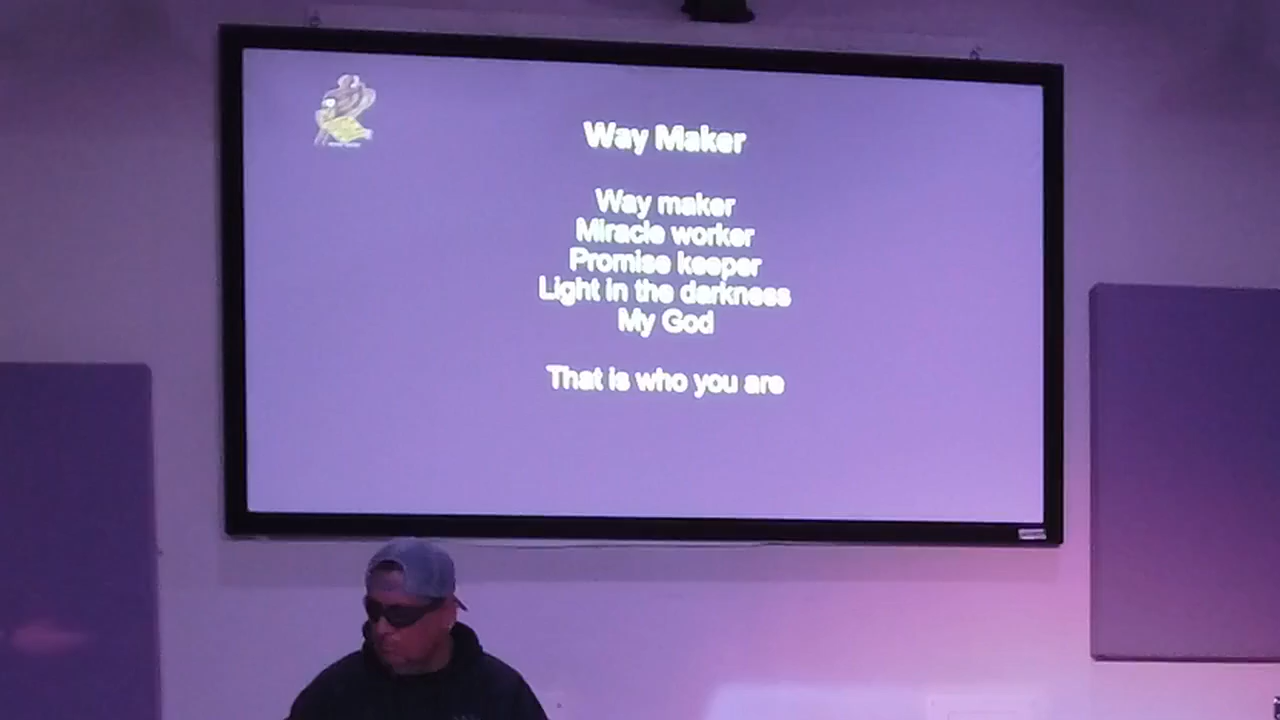 Way Maker
Way maker
Miracle worker
Promise keeper
Light in the darkness
My God
That is who you are